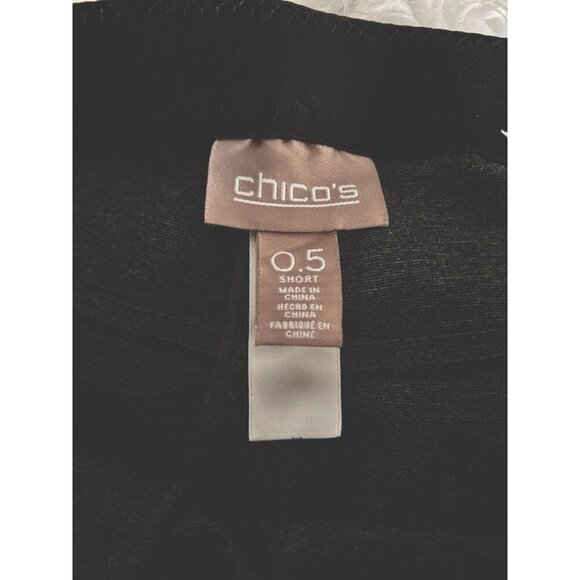 chico's
0.5
SHORT
MADE IN
CHINA
HECHO EN
CHINA
FABRIQUÉ EN
CHINE